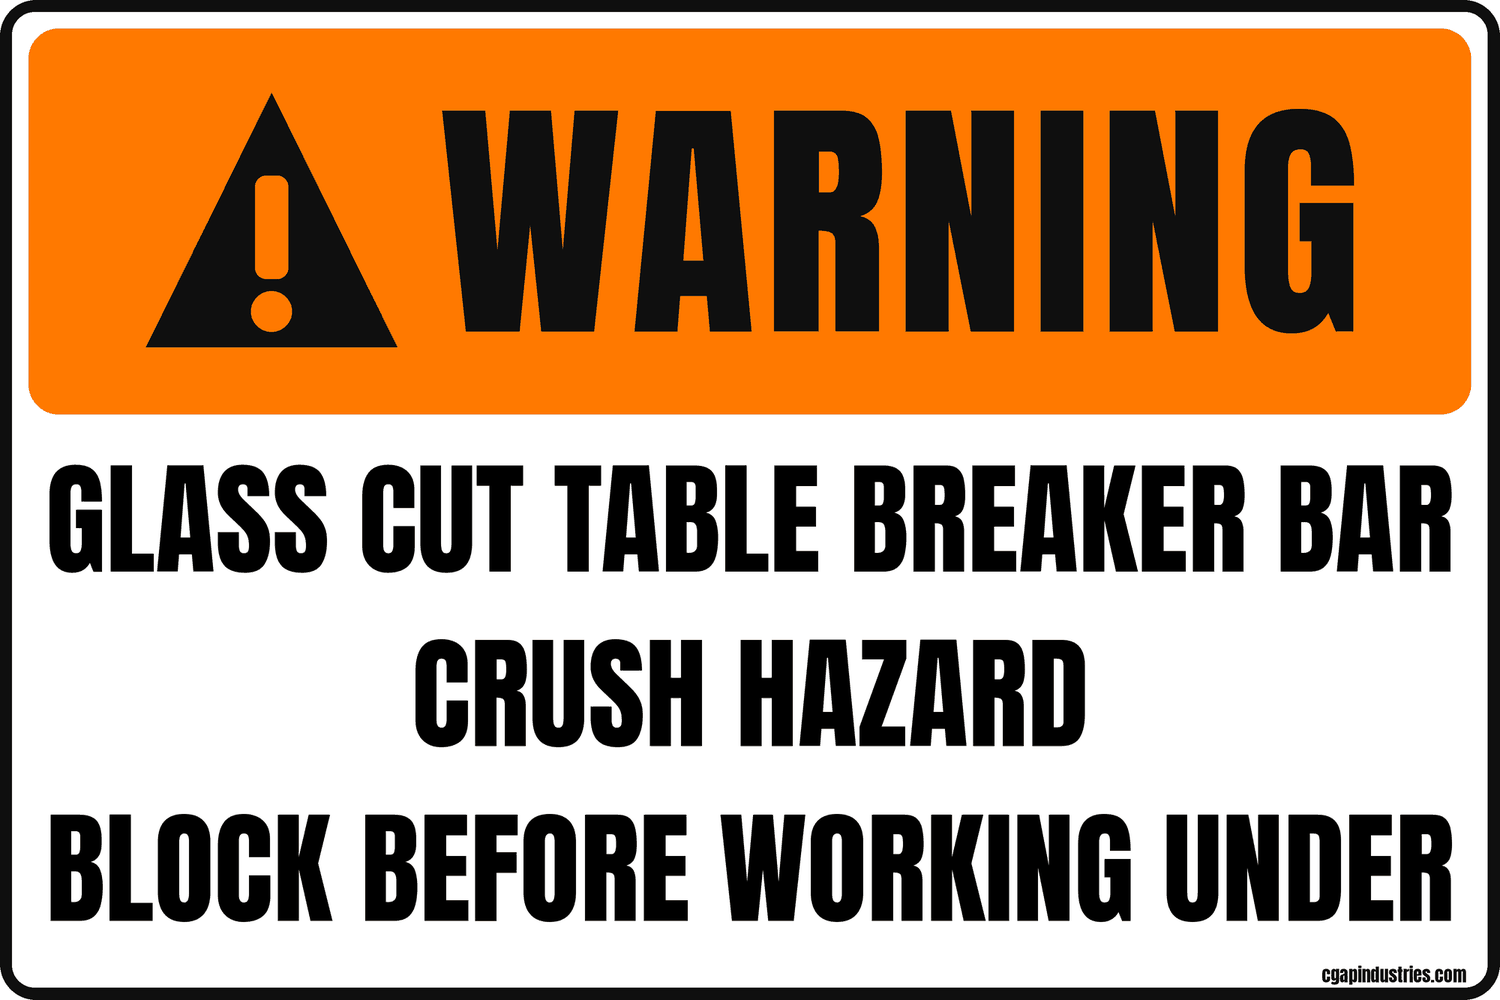 WARNING
GLASS CUT TABLE BREAKER BAR
CRUSH HAZARD
BLOCK BEFORE WORKING UNDER
cgapindustries.com